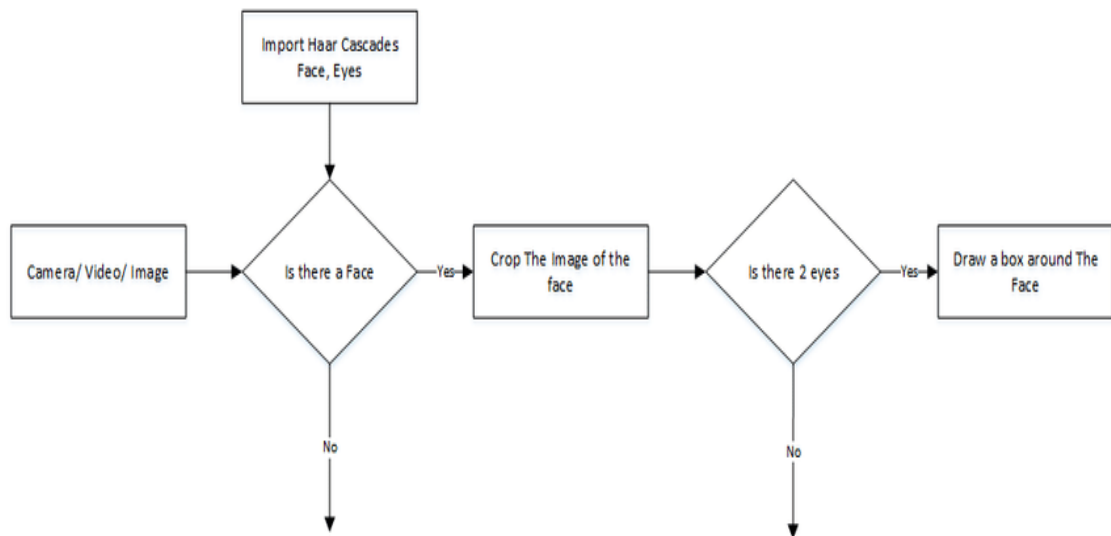 Import Haar Cascades
Face, Eyes
Camera/ Video/ Image
Is there a Face
Yes
Crop The Image of the
face
Is there 2 eyes
Yes
Draw a box around The
Face
No
No